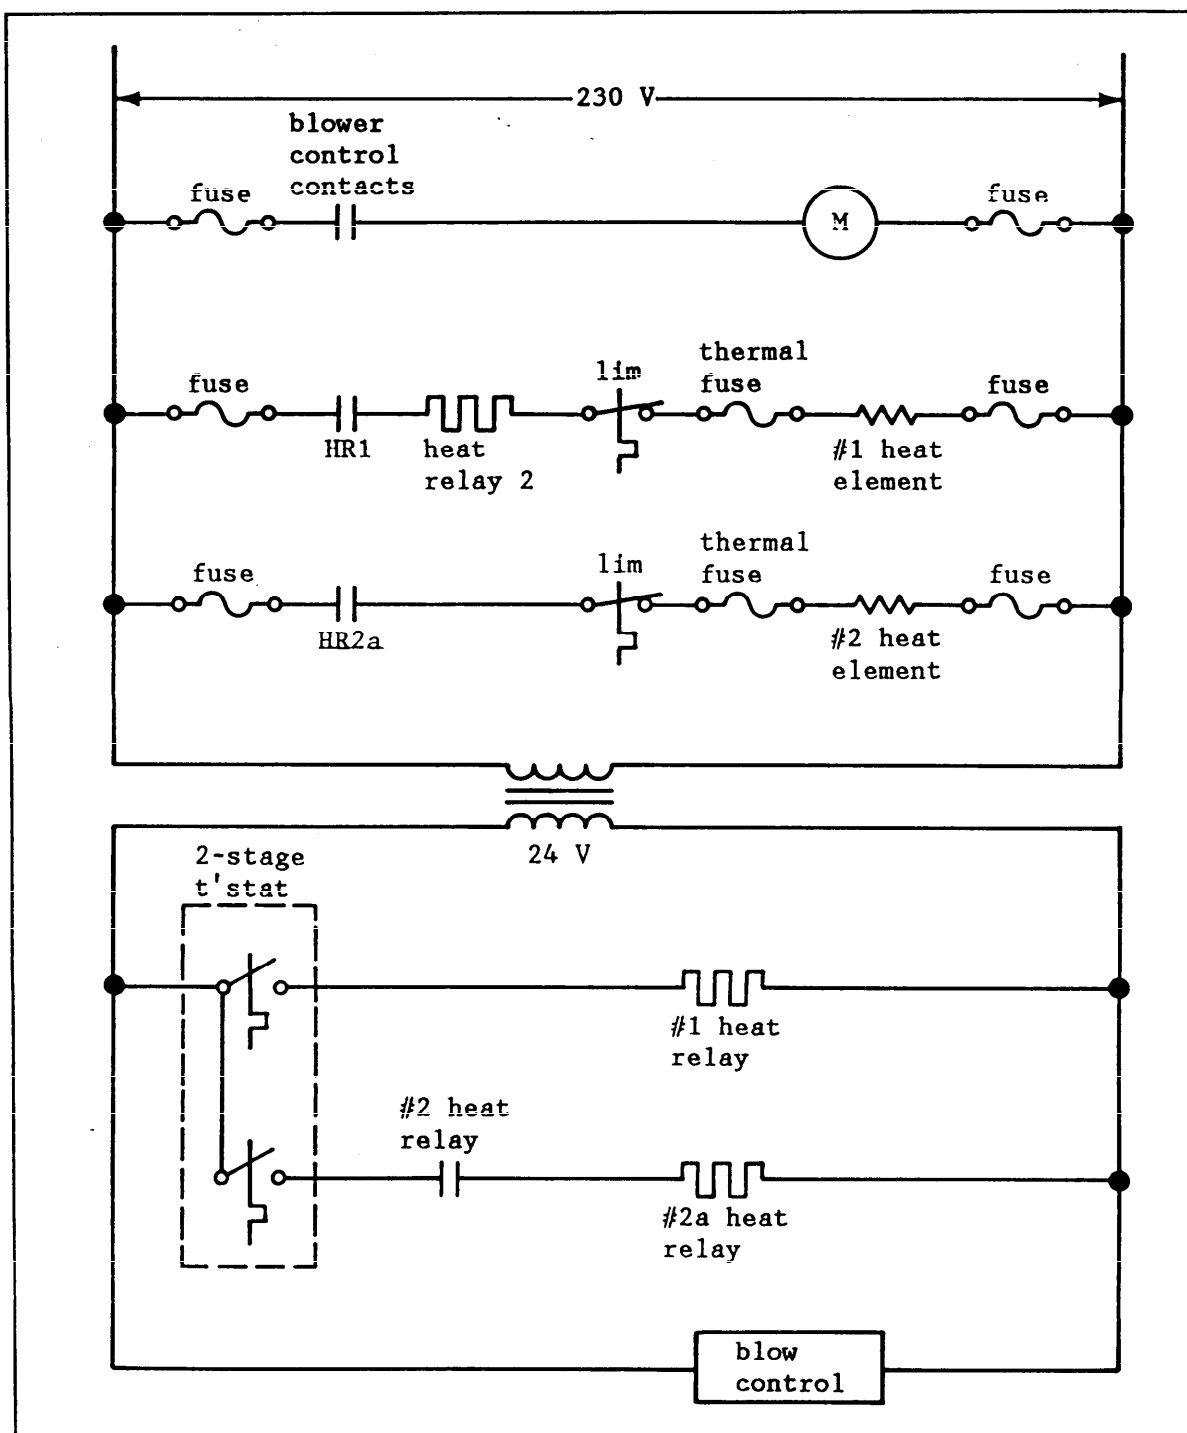 230 V
blower
control
contacts
fuse
M
fuse
fuse
HR1
heat
relay 2
lim
thermal
fuse
#1 heat
element
fuse
fuse
HR2a
lim
thermal
fuse
#2 heat
element
fuse
24 V
2-stage
t'stat
#1 heat
relay
#2 heat
relay
#2a heat
relay
blow
control